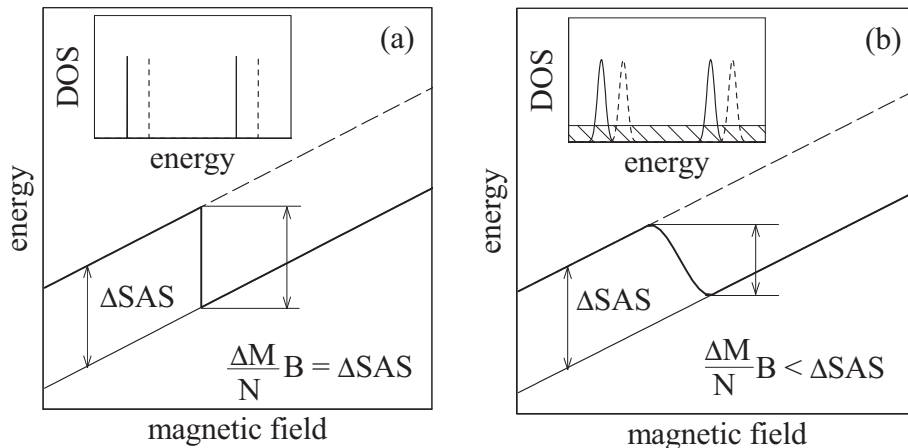 (a)
DOS
energy
energy
ΔSAS
ΔM/N B = ΔSAS
magnetic field
(b)
DOS
energy
energy
ΔSAS
ΔM/N B < ΔSAS
magnetic field